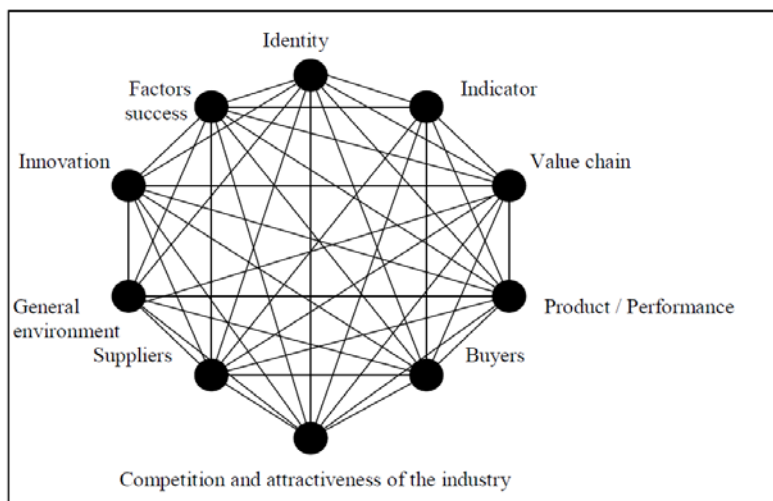 Identity
Factors
success
Indicator
Innovation
Value chain
General
environment
Product / Performance
Suppliers
Buyers
Competition and attractiveness of the industry